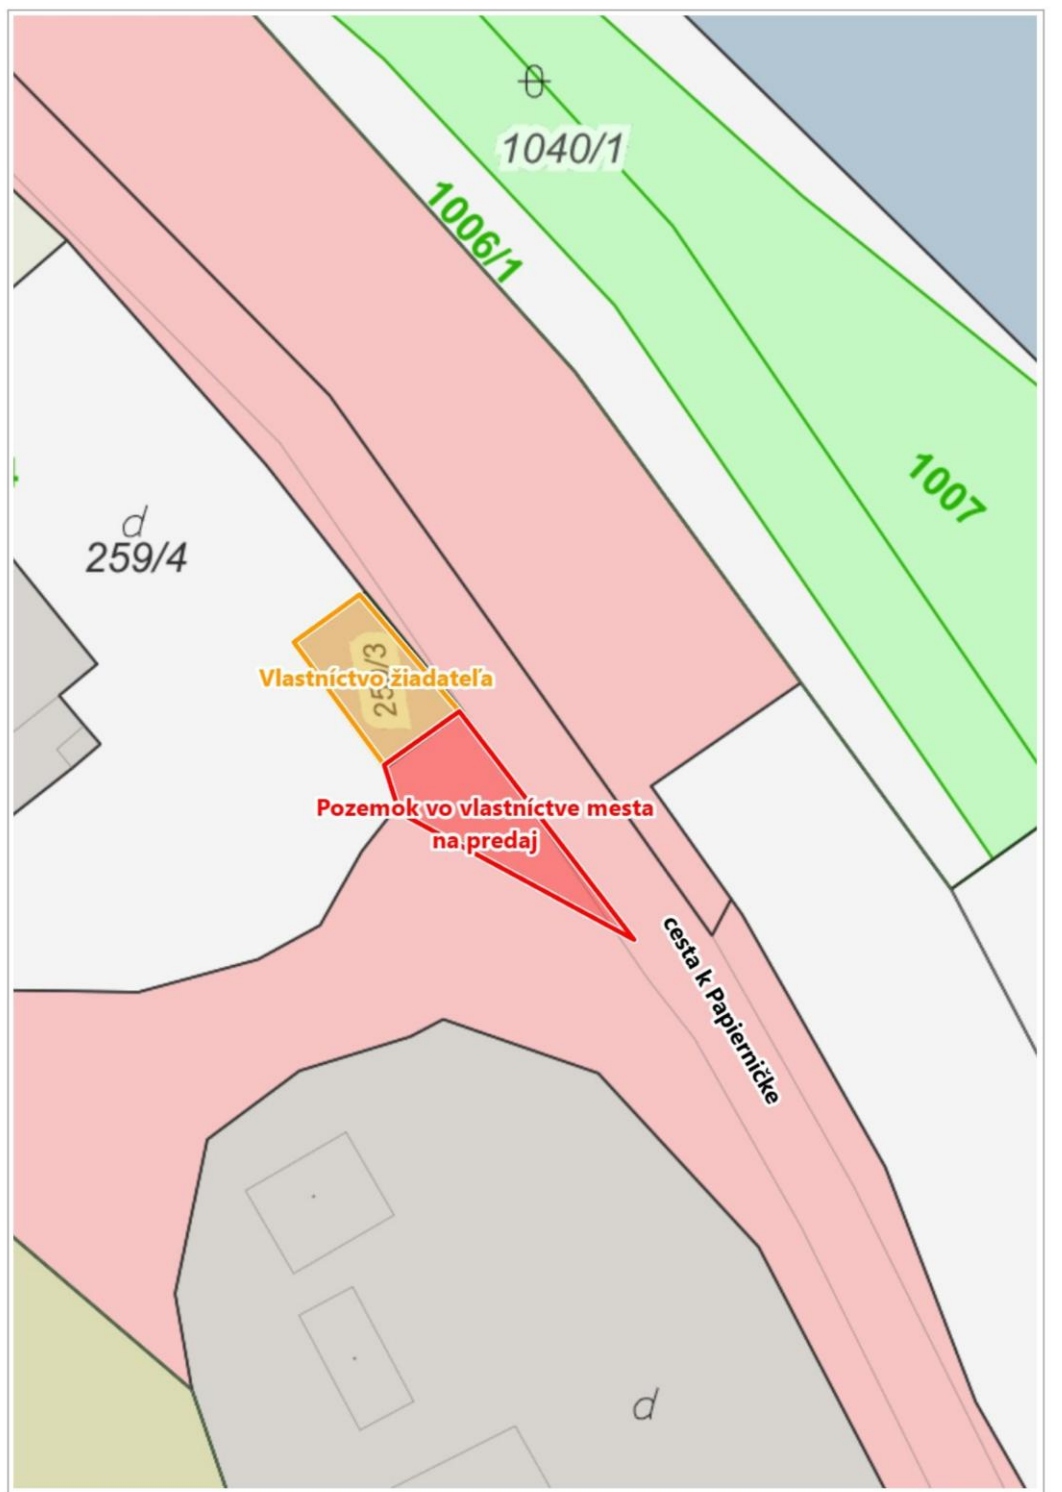 1040/1
1006/1
1007
d
259/4
Vlastníctvo žiadateľa
Pozemok vo vlastníctve mesta
na predaj
cesta k Papierničke
d